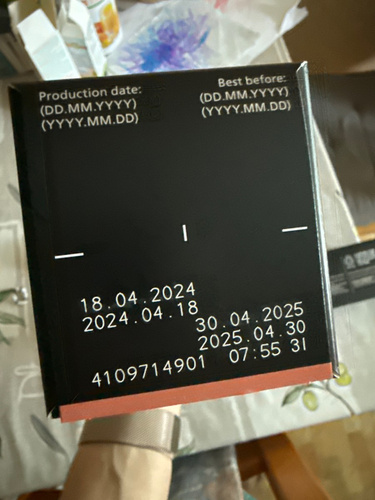 Production date:
(DD.MM.YYYY)
(YYYY.MM.DD)
Best before:
(DD.MM.YYYY)
(YYYY.MM.DD)
18.04.2024
2024.04.18
30.04.2025
2025.04.30
4109714901 07:55 31